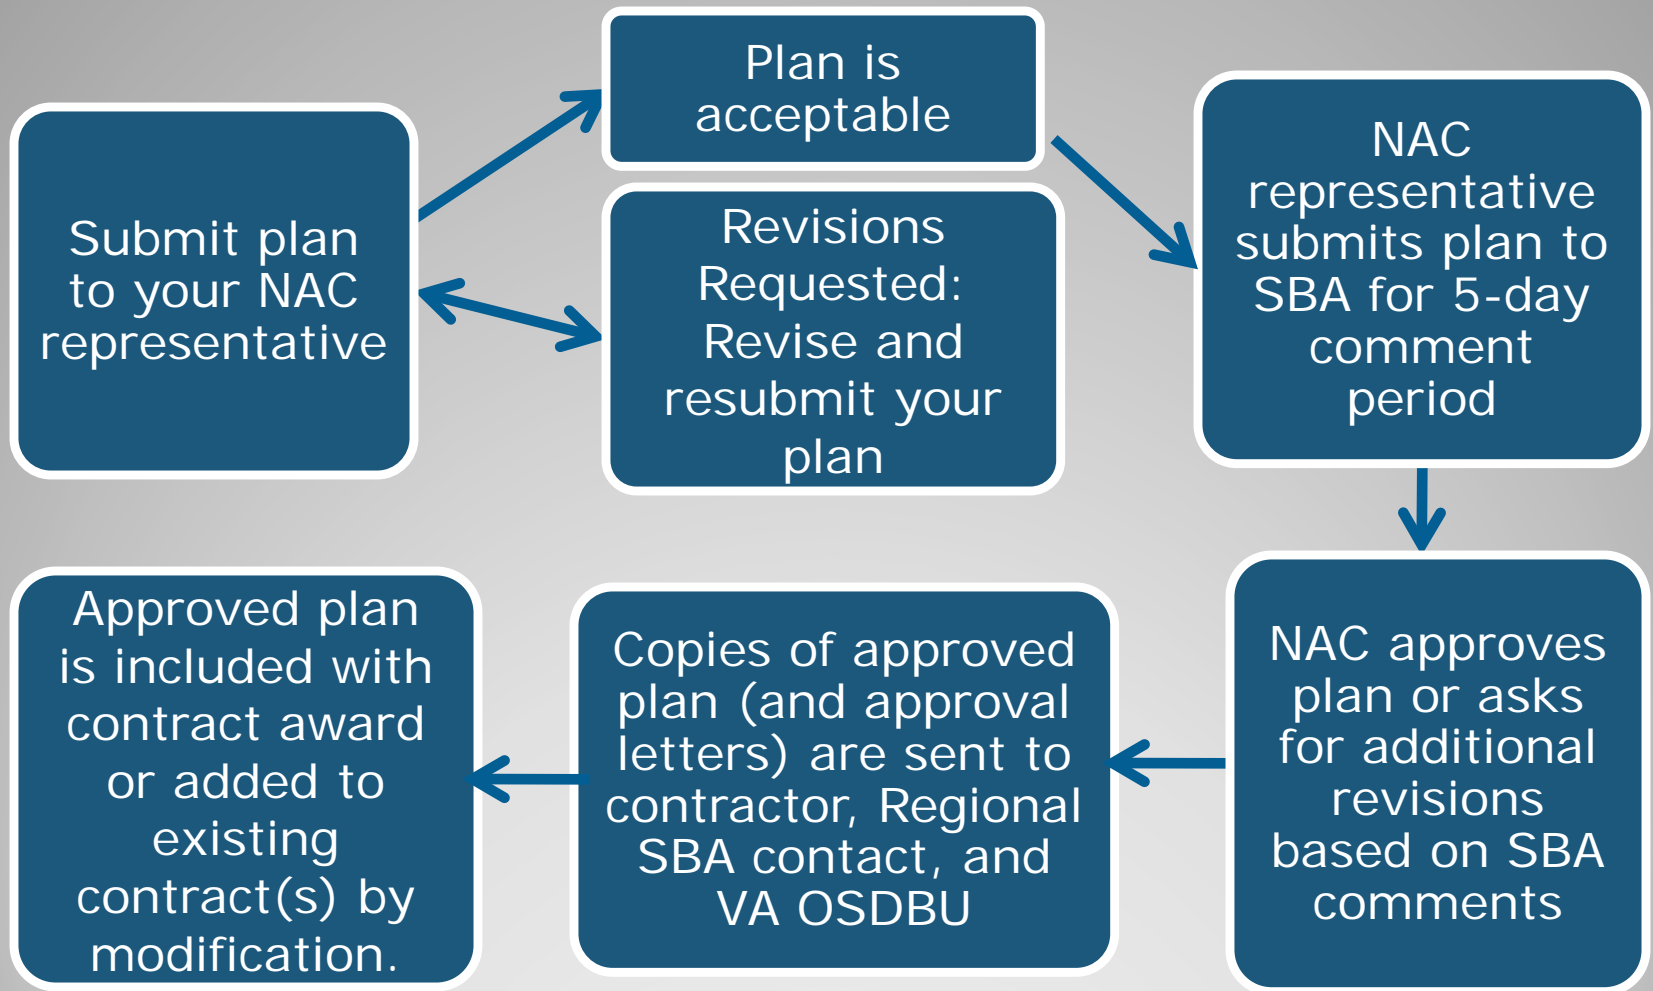 Submit plan
to your NAC
representative
Plan is
acceptable
Revisions
Requested:
Revise and
resubmit your
plan
NAC
representative
submits plan to
SBA for 5-day
comment
period
NAC approves
plan or asks
for additional
revisions
based on SBA
comments
Copies of approved
plan (and approval
letters) are sent to
contractor, Regional
SBA contact, and
VA OSDBU
Approved plan
is included with
contract award
or added to
existing
contract(s) by
modification.